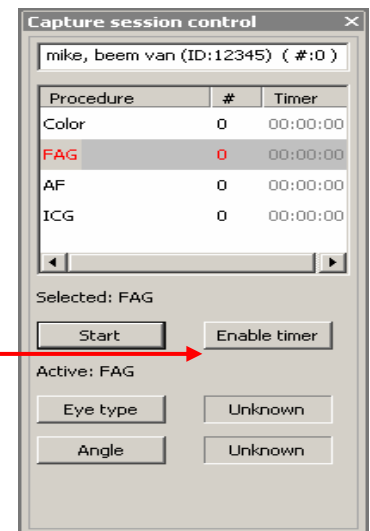 Capture session control
mike, beem van (ID:12345) ( #:0 )
Procedure # Timer
Color 0 00:00:00
FAG 0 00:00:00
AF 0 00:00:00
ICG 0 00:00:00
Selected: FAG
Start Enable timer
Active: FAG
Eye type Unknown
Angle Unknown